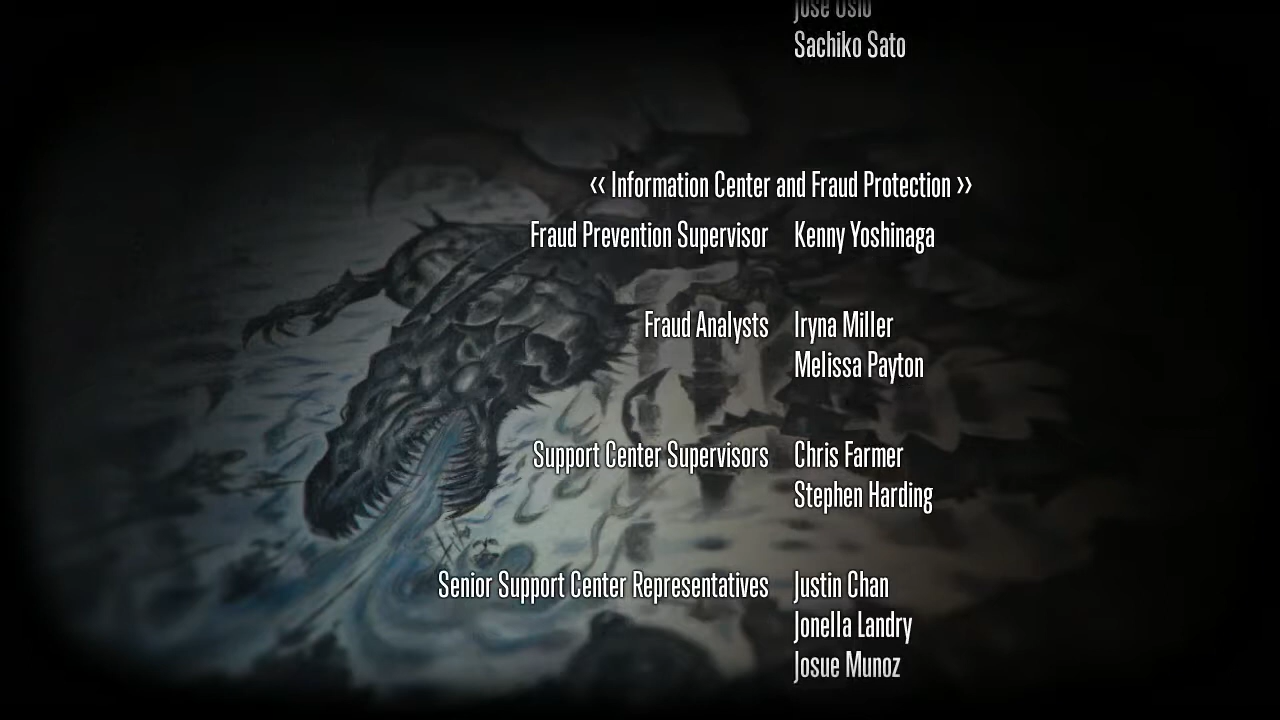 Sachiko Sato
‹‹ Information Center and Fraud Protection ››
Fraud Prevention Supervisor Kenny Yoshinaga
Fraud Analysts Iryna Miller
Melissa Payton
Support Center Supervisors Chris Farmer
Stephen Harding
Senior Support Center Representatives Justin Chan
Jonella Landry
Josue Munoz